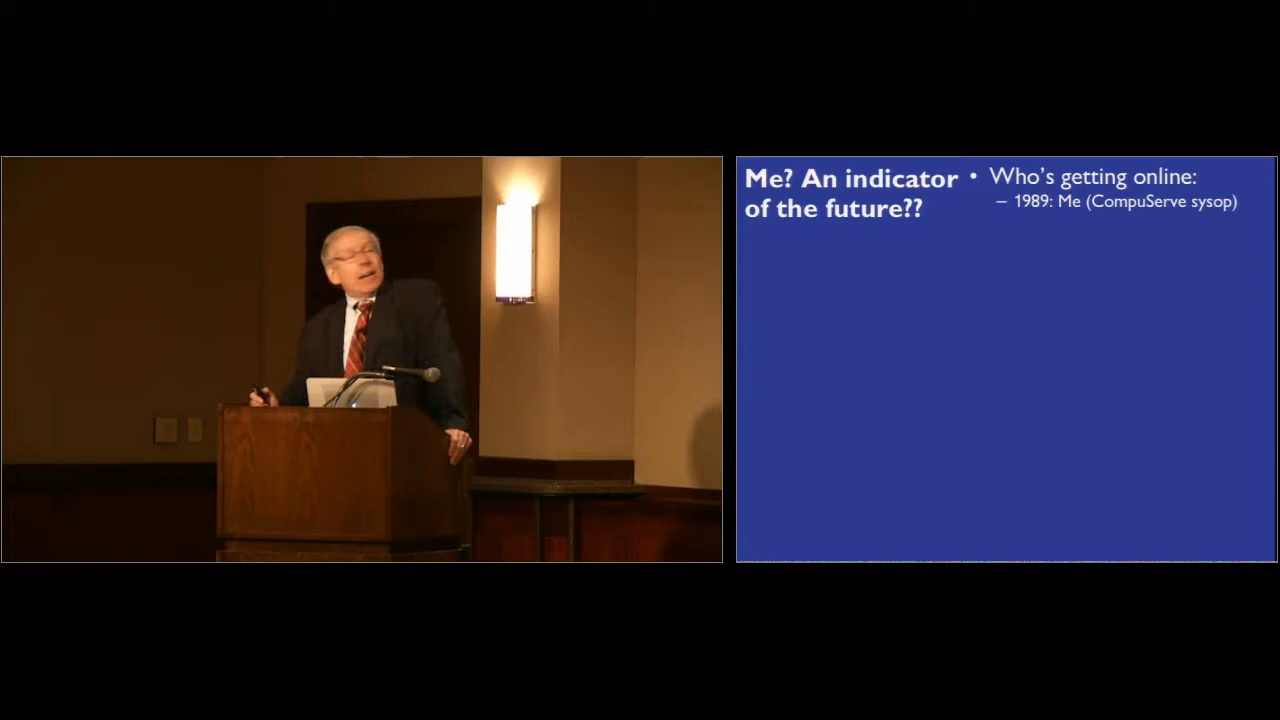 Me? An indicator
of the future??
• Who's getting online:
– 1989: Me (CompuServe sysop)